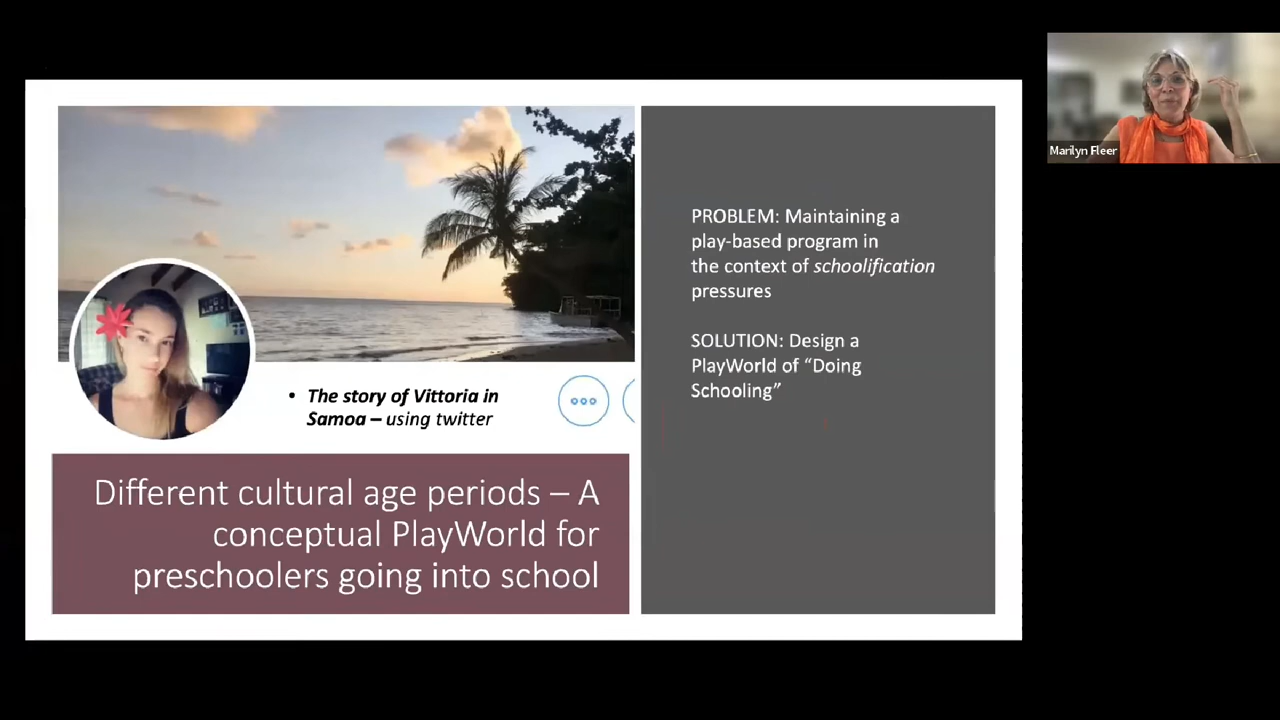 Marilyn Fleer
PROBLEM: Maintaining a
play-based program in
the context of schoolification
pressures
SOLUTION: Design a
PlayWorld of “Doing
Schooling”
• The story of Vittoria in
Samoa – using twitter
Different cultural age periods – A
conceptual PlayWorld for
preschoolers going into school